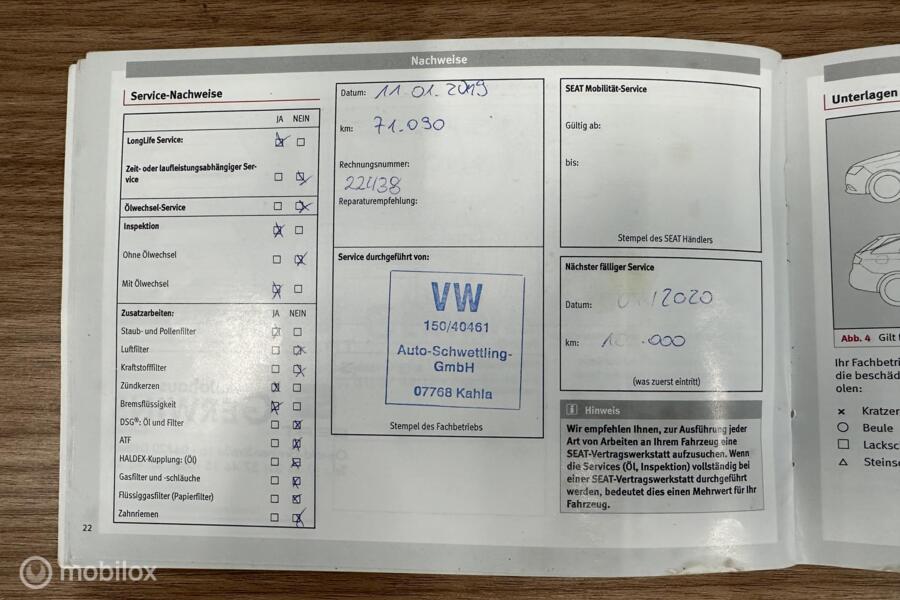 Nachweise
Service-Nachweise
JA NEIN
LongLife Service:
Zeit- oder laufleistungsabhängiger Ser-
vice
Ölwechsel-Service
Inspektion
Ohne Ölwechsel
Mit Ölwechsel
Zusatzarbeiten: JA NEIN
Staub- und Pollenfilter
Luftfilter
Kraftstofffilter
Zündkerzen
Bremsflüssigkeit
DSG®: Öl und Filter
ATF
HALDEX-Kupplung: (Öl)
Gasfilter und -schläuche
Flüssiggasfilter (Papierfilter)
Zahnriemen
22
Datum: 11 01. 2019
km: 71.090
Rechnungsnummer:
22438
Reparaturempfehlung:
Service durchgeführt von:
VW
150/40461
Auto-Schwettling-
GmbH
07768 Kahla
Stempel des Fachbetriebs
SEAT Mobilität-Service
Gültig ab:
bis:
Stempel des SEAT Händlers
Nächster fälliger Service
Datum: 2020
km: .000
(was zuerst eintritt)
Hinweis
Wir empfehlen Ihnen, zur Ausführung jeder
Art von Arbeiten an Ihrem Fahrzeug eine
SEAT-Vertragswerkstatt aufzusuchen. Wenn
die Services (Öl, Inspektion) vollständig bei
einer SEAT-Vertragswerkstatt durchgeführt
werden, bedeutet dies einen Mehrwert für Ihr
Fahrzeug.
Unterlagen
Abb. 4 Gilt
Ihr Fachbetri
die beschäd
olen:
Kratzer
Beule
Lacksc
Steins
mobilox